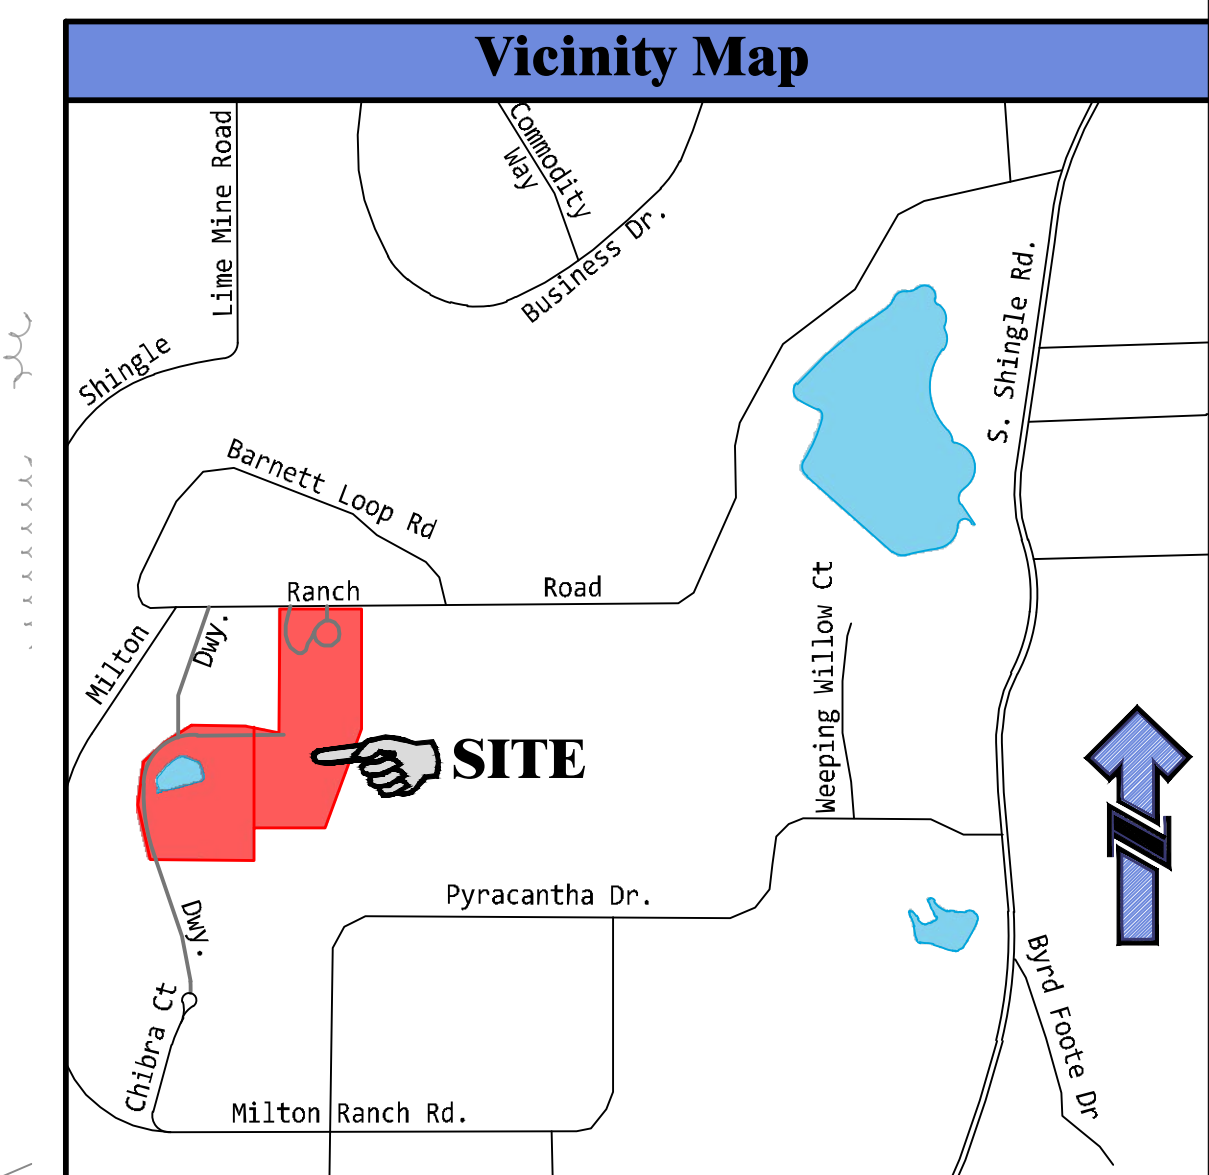 Vicinity Map
Lime Mine Road
Commodity
Way
Business Dr.
S. Shingle Rd.
Shingle
Barnett Loop Rd
Ranch
Road
Milton
Dwy.
Weeping Willow Ct
SITE
Pyracantha Dr.
Dwy.
Byrd Foote Dr
Chibra Ct
Milton Ranch Rd.